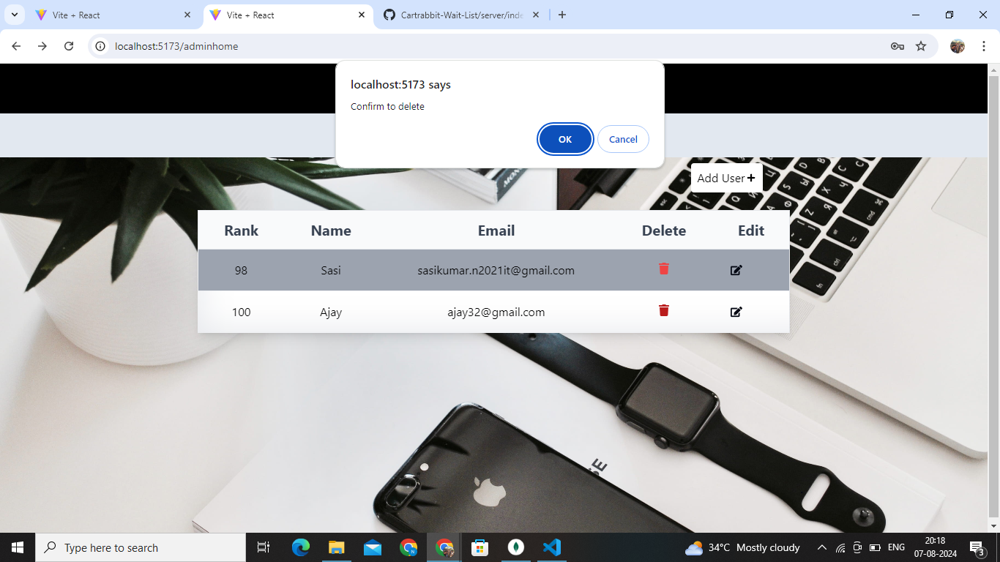 Vite + React
Vite + React
Cartrabbit-Wait-List/server/inde
localhost:5173/adminhome
localhost:5173 says
Confirm to delete
OK
Cancel
Add User
Rank Name Email Delete Edit
98 Sasi sasikumar.n2021it@gmail.com
100 Ajay ajay32@gmail.com
Type here to search
34°C Mostly cloudy
ENG
20:18
07-08-2024
3